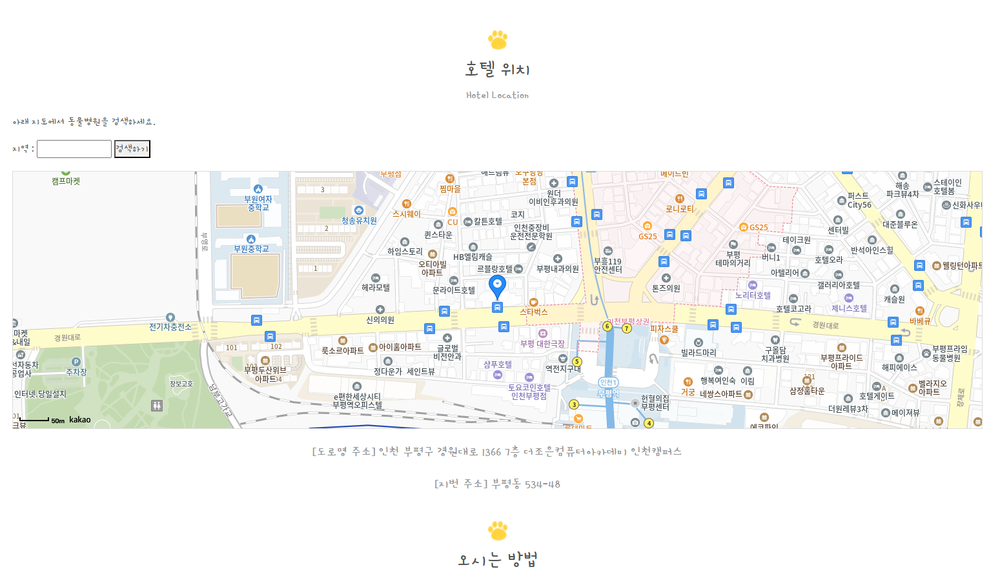 호텔 위치
Hotel Location
아래 지도에서 동물병원을 검색하세요.
지역 : 검색하기
캠프마켓
부원여자
중학교
부원중학교
부영로
3
2
1
청송유치원
부평점
스시웨이
찜마을
CU
퀸스타운
칼튼호텔
코지
인천중장비
운전전문학원
본점
원더
이비인후과의원
하임스토리
오티아빌
아파트
HB엘림캐슬
르블랑호텔
부평내과의원
헤라모텔
문라이트호텔
신의의원
스타벅스
부흥119
안전센터
메이드빈
로니로티
GS25
GS25
톤즈의원
부평
테마의거리
버니1
테이크원
호텔오라
아텔리어
갤러리아호텔
노리터호텔
호텔코고라
제니스호텔
퍼스트
City56
센터빌
해송
파크뷰4차
스테이인
호텔봄
대준블루온
반석아인스힐
웰링턴아파트
캐슬원
바베큐
전기차충전소
경원대로
경원대로
마켓
&내일
주차장
인터넷.당일설치
장보고호
남부고가교
101
102
103
부평두산위브
아파트
룩소르아파트
아이홈아파트
글로벌
비전안과
정다운가
세인트뷰
e편한세상시티
부평역오피스텔
부평 대한극장
샴푸호텔
토요코인호텔
인천부평점
역전지구대
인천부평상권
6
7
5
3
4
인천1
부평역
피자스쿨
빌라드마리
구올담
치과병원
행복여인숙
이림
거궁
네쌍스아파트
헌혈의집
부평센터
삼정홈타운
부평프라이드
아파트
부평프라임
동물병원
해피에이스
호텔게이트
더원레뷰3차
메이져뷰
벨라지오
아파트
장제로
50m kakao
[도로명 주소] 인천 부평구 경원대로 1366 7층 더조은컴퓨터아카데미 인천캠퍼스
[지번 주소] 부평동 534-48
오시는 방법